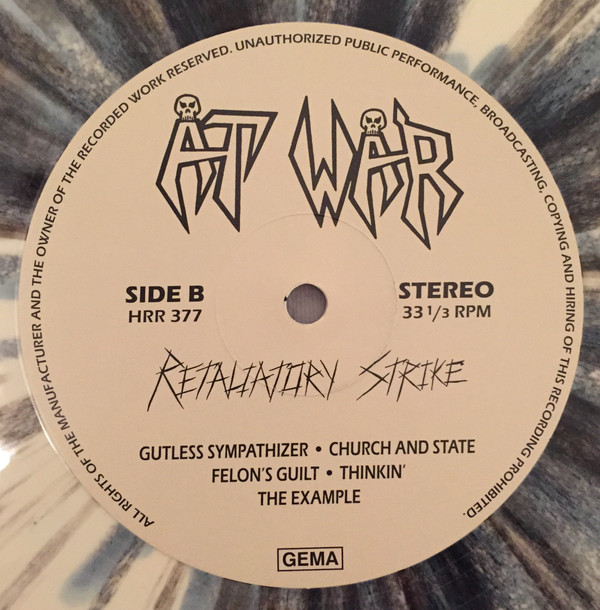 ALL RIGHTS OF THE MANUFACTURER AND THE OWNER OF THE RECORDED WORK RESERVED. UNAUTHORIZED PUBLIC PERFORMANCE, BROADCASTING, COPYING AND HIRING OF THIS RECORDING PROHIBITED.
AT WAR
SIDE B
HRR 377
STEREO
33 1/3 RPM
RETALIATORY STRIKE
GUTLESS SYMPATHIZER • CHURCH AND STATE
FELON'S GUILT • THINKIN'
THE EXAMPLE
GEMA